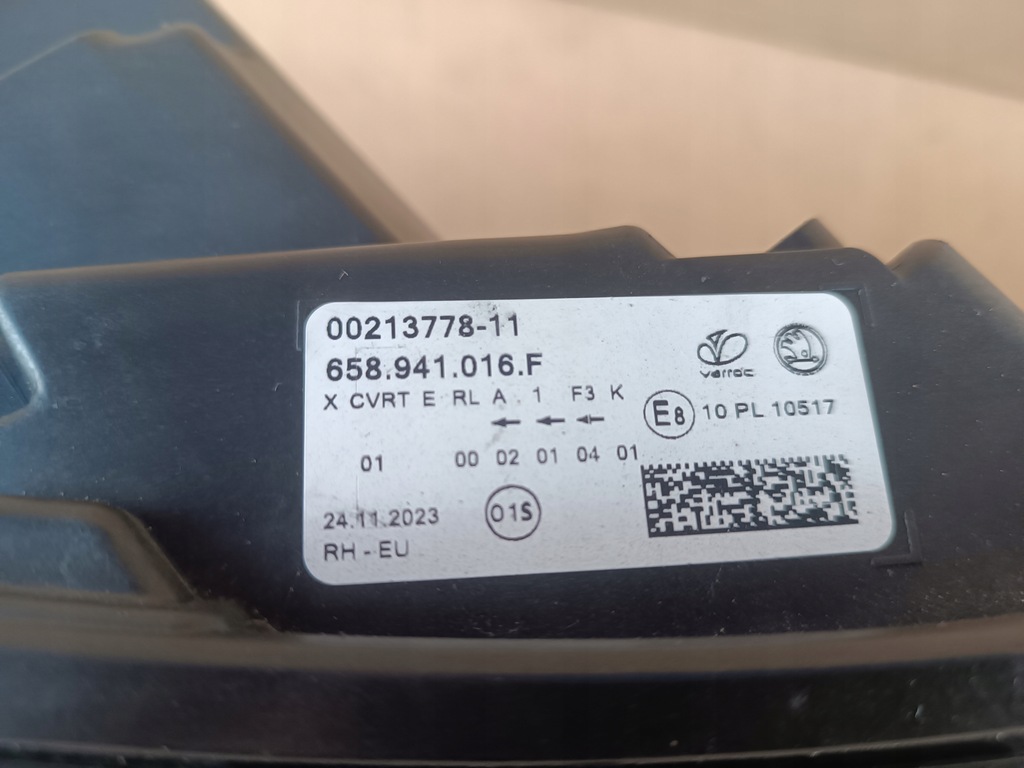 00213778-11
658.941.016.F
varroc
X CVRT E RL A . 1 F3 K
E8 10 PL 10517
01 00 02 01 04 01
24.11.2023
01S
RH - EU